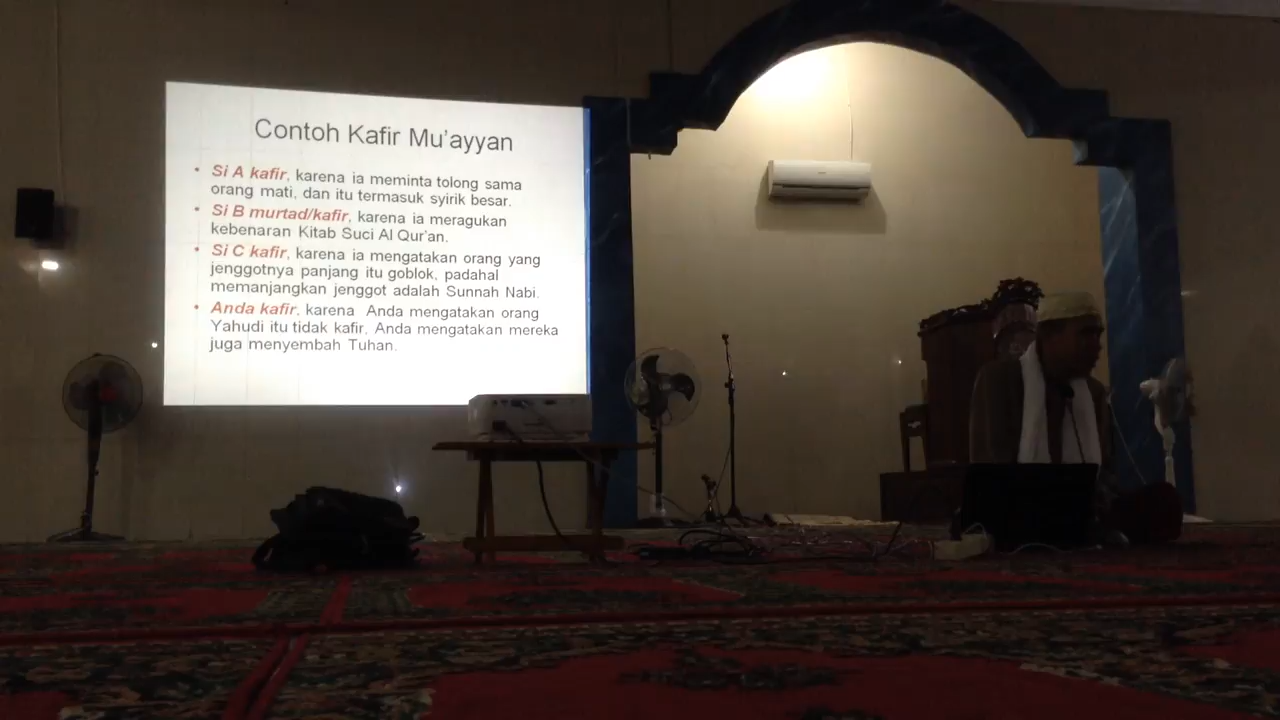 Contoh Kafir Mu'ayyan
• Si A kafir, karena ia meminta tolong sama
orang mati, dan itu termasuk syirik besar.
• Si B murtad/kafir, karena ia meragukan
kebenaran Kitab Suci Al Qur'an.
• Si C kafir, karena ia mengatakan orang yang
jenggotnya panjang itu goblok, padahal
memanjangkan jenggot adalah Sunnah Nabi.
• Anda kafir, karena Anda mengatakan orang
Yahudi itu tidak kafir, Anda mengatakan mereka
juga menyembah Tuhan.